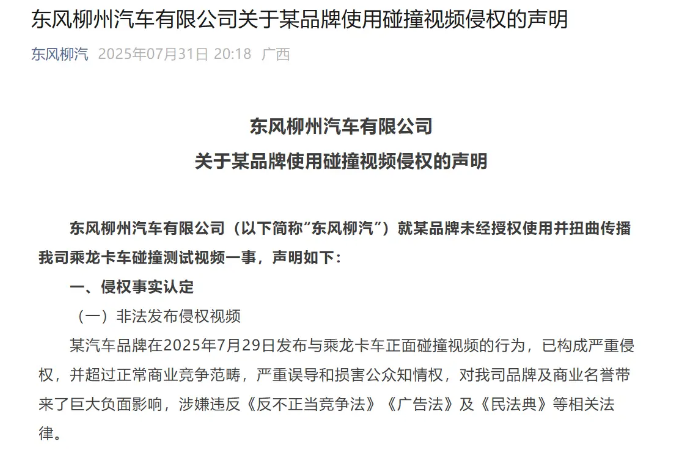 东风柳州汽车有限公司关于某品牌使用碰撞视频侵权的声明
东风柳汽 2025年07月31日 20:18 广西
东风柳州汽车有限公司
关于某品牌使用碰撞视频侵权的声明
东风柳州汽车有限公司（以下简称“东风柳汽”）就某品牌未经授权使用并扭曲传播
我司乘龙卡车碰撞测试视频一事，声明如下：
一、侵权事实认定
（一）非法发布侵权视频
某汽车品牌在2025年7月29日发布与乘龙卡车正面碰撞视频的行为，已构成严重侵
权，并超过正常商业竞争范畴，严重误导和损害公众知情权，对我司品牌及商业名誉带
来了巨大负面影响，涉嫌违反《反不正当竞争法》《广告法》及《民法典》等相关法
律。